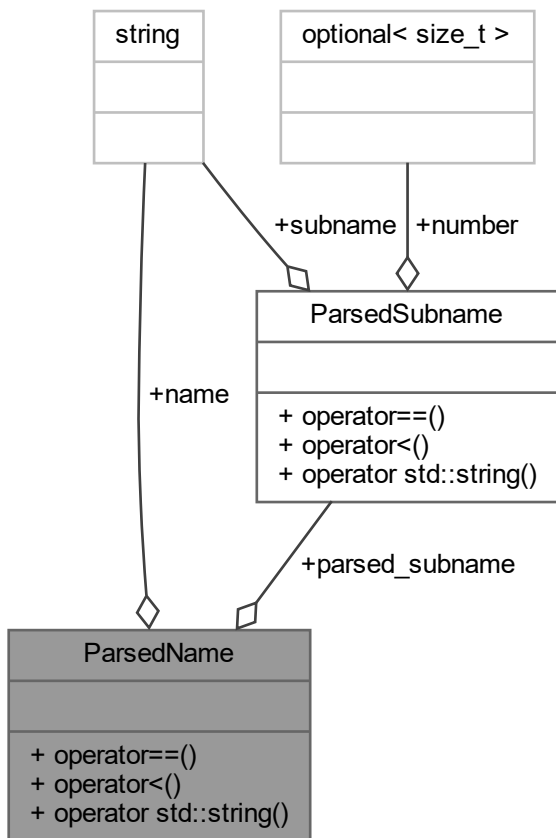 string
optional< size_t >
+subname
+number
ParsedSubname
+ operator==()
+ operator<()
+ operator std::string()
+name
+parsed_subname
ParsedName
+ operator==()
+ operator<()
+ operator std::string()